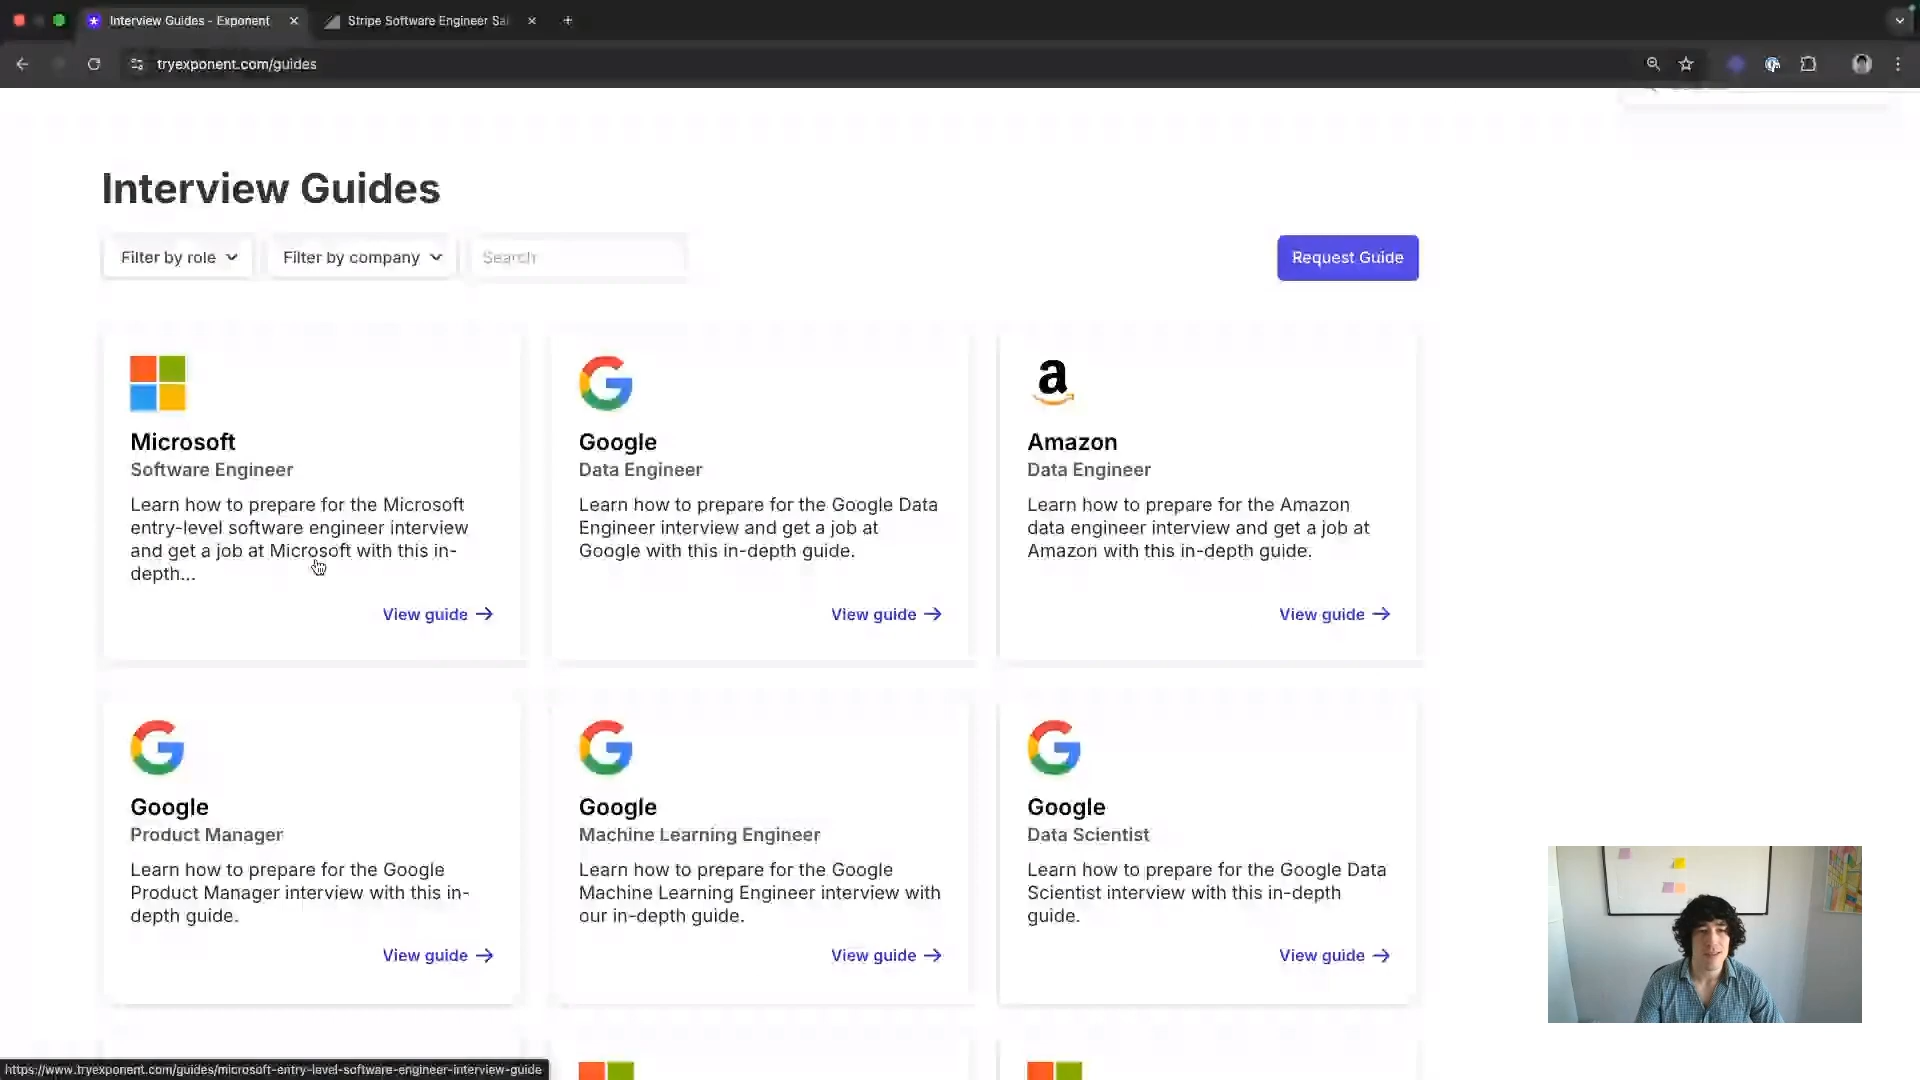 Interview Guides - Exponent
Stripe Software Engineer Sal
tryexponent.com/guides
Interview Guides
Filter by role
Filter by company
Search
Request Guide
Microsoft
Software Engineer
Learn how to prepare for the Microsoft
entry-level software engineer interview
and get a job at Microsoft with this in-
depth...
View guide →
Google
Data Engineer
Learn how to prepare for the Google Data
Engineer interview and get a job at
Google with this in-depth guide.
View guide →
a
Amazon
Data Engineer
Learn how to prepare for the Amazon
data engineer interview and get a job at
Amazon with this in-depth guide.
View guide →
Google
Product Manager
Learn how to prepare for the Google
Product Manager interview with this in-
depth guide.
View guide →
Google
Machine Learning Engineer
Learn how to prepare for the Google
Machine Learning Engineer interview with
our in-depth guide.
View guide →
Google
Data Scientist
Learn how to prepare for the Google Data
Scientist interview with this in-depth
guide.
View guide →
https://www.tryexponent.com/guides/microsoft-entry-level-software-engineer-interview-guide